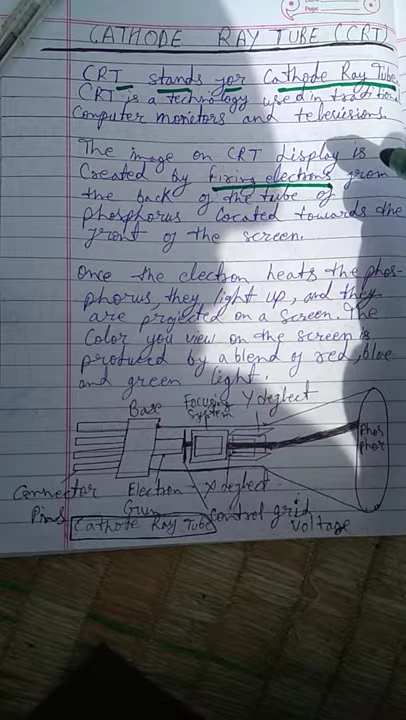 Page
CATHODE RAY TUBE (CRT)
CRT stands for Cathode Ray Tube
CRT is a technology used in traditional
Computer monitors and televisions.
The image on CRT display is
Created by firing electrons from
the back of the tube of
phosphorus located towards the
front of the screen.
Once the electron heats the phos-
phorus, they light up, and they
are projected on a screen. The
Color you view on the screen is
produced by a blend of red, blue
and green light.
Base
Focusing
System
Y deflect
Phos
phor
Connector
Pins
Electron
Gun
X deflect
Control grid
Voltage
Cathode Ray Tube